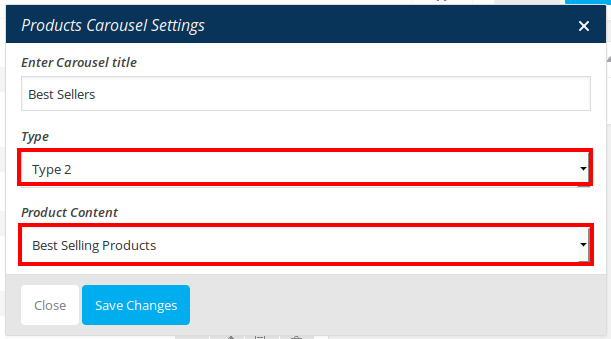 Products Carousel Settings
Enter Carousel title
Best Sellers
Type
Type 2
Product Content
Best Selling Products
Close Save Changes